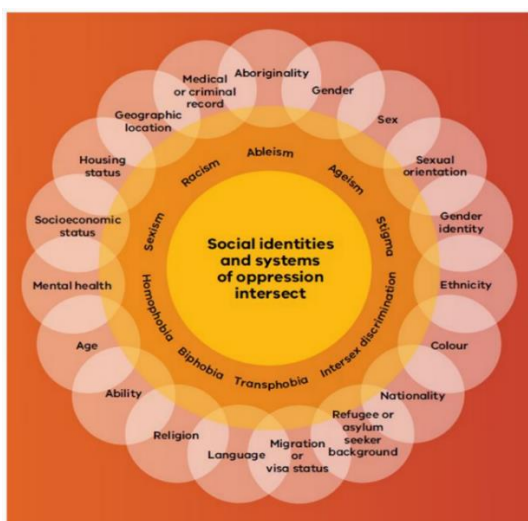 Aboriginality
Gender
Sex
Sexual
orientation
Gender
identity
Ethnicity
Colour
Nationality
Refugee or
asylum
seeker
background
Migration
or
visa status
Language
Religion
Ability
Age
Mental health
Socioeconomic
status
Housing
status
Geographic
location
Medical
or criminal
record
Ableism
Ageism
Stigma
Intersex discrimination
Transphobia
Biphobia
Homophobia
Sexism
Racism
Social identities
and systems
of oppression
intersect